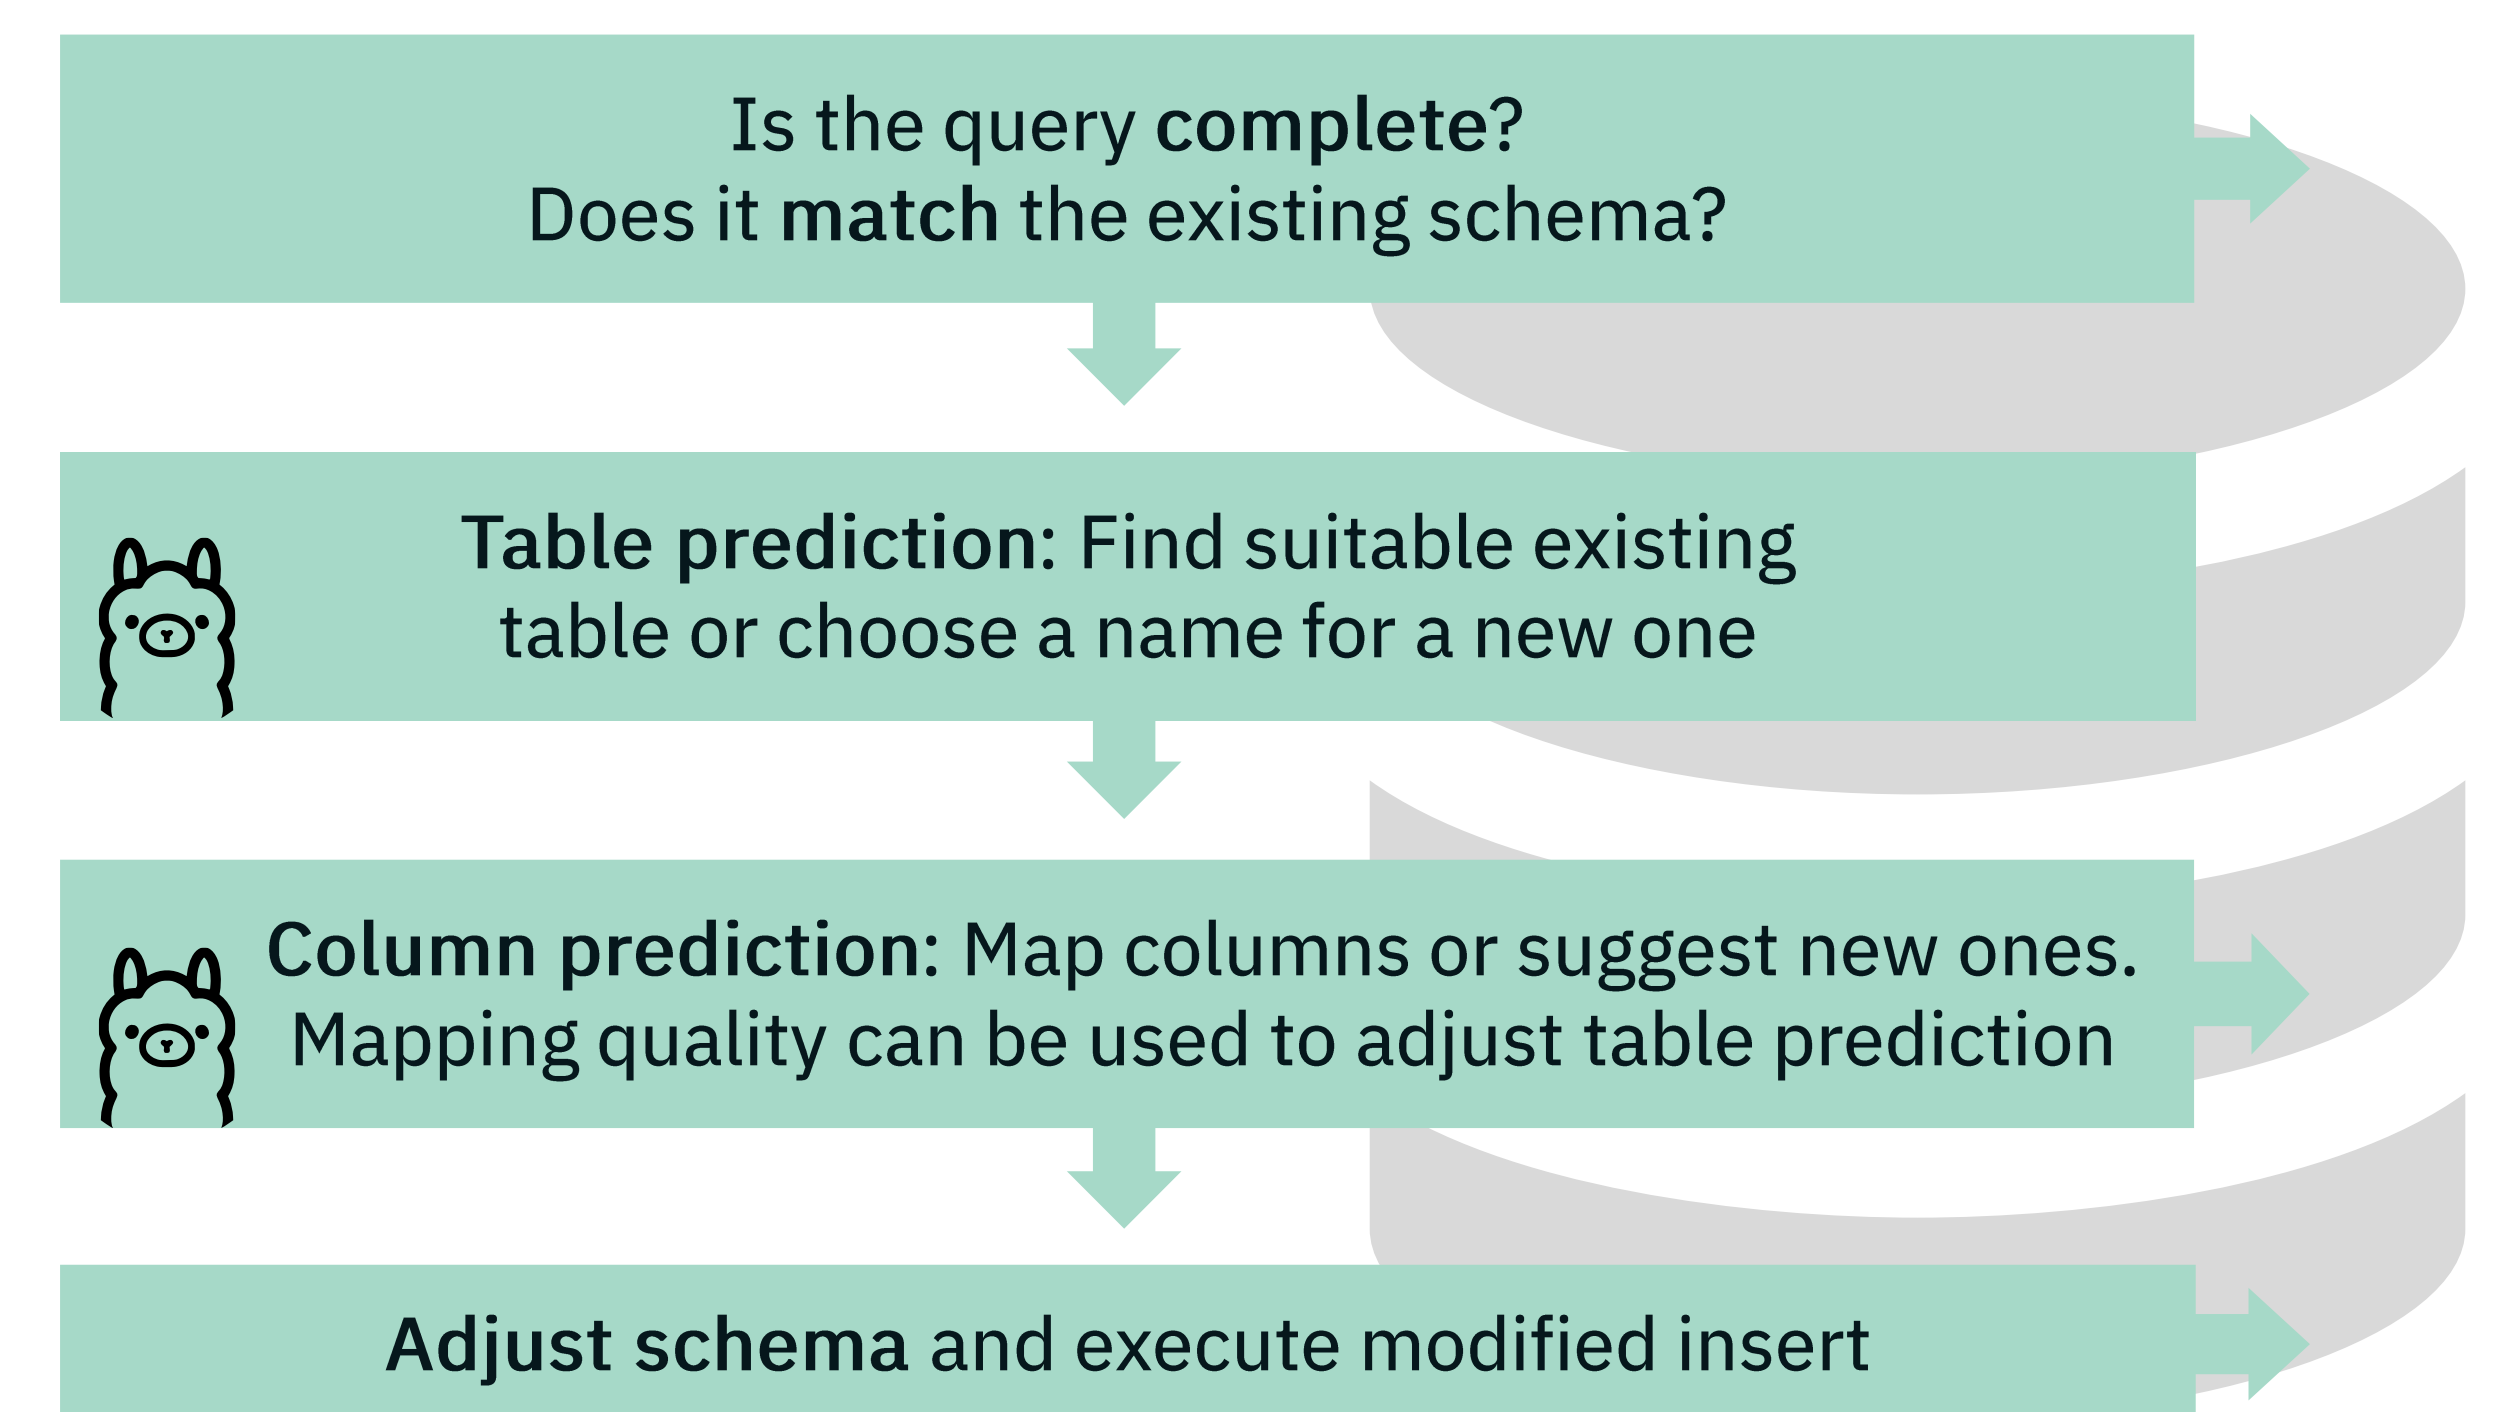 Is the query complete?
Does it match the existing schema?
Table prediction: Find suitable existing
table or choose a name for a new one
Column prediction: Map columns or suggest new ones.
Mapping quality can be used to adjust table prediction.
Adjust schema and execute modified insert